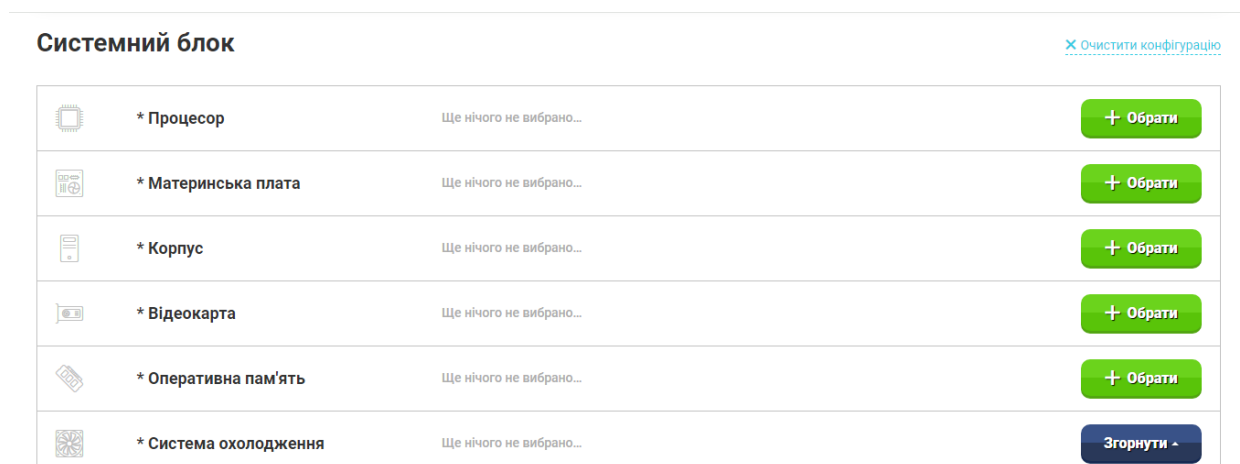 Системний блок
✕ Очистити конфігурацію
* Процесор Ще нічого не вибрано... + Обрати
* Материнська плата Ще нічого не вибрано... + Обрати
* Корпус Ще нічого не вибрано... + Обрати
* Відеокарта Ще нічого не вибрано... + Обрати
* Оперативна пам'ять Ще нічого не вибрано... + Обрати
* Система охолодження Ще нічого не вибрано... Згорнути